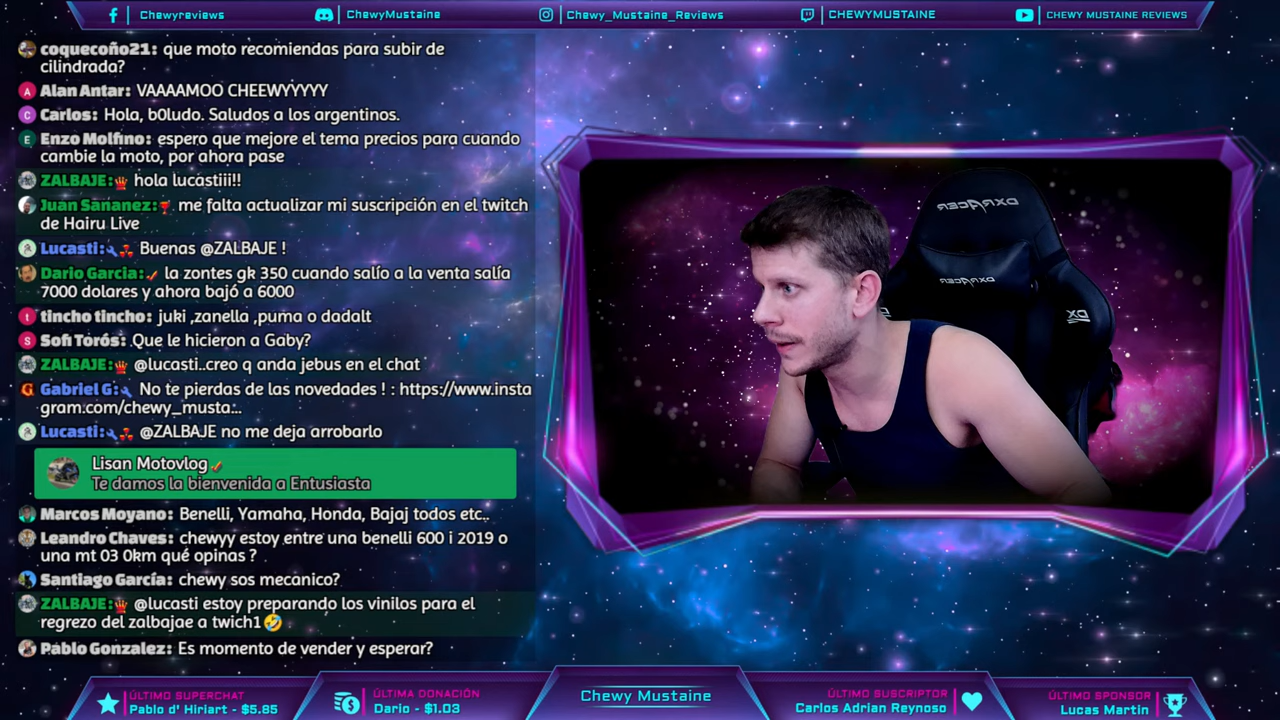 Chewyreviews
ChewyMustaine
Chewy_Mustaine_Reviews
CHEWYMUSTAINE
CHEWY MUSTAINE REVIEWS
coquecoño21: que moto recomiendas para subir de
cilindrada?
A Alan Antar: VAAAAMOO CHEEWYYYYY
C Carlos: Hola, b0ludo. Saludos a los argentinos.
E Enzo Molfino: espero que mejore el tema precios para cuando
cambie la moto, por ahora pase
ZALBAJE: hola lucastiii!!
Juan Sananez: me falta actualizar mi suscripción en el twitch
de Hairu Live
Lucasti: Buenas @ZALBAJE !
Dario Garcia: la zontes gk 350 cuando salío a la venta salía
7000 dolares y ahora bajó a 6000
t tincho tincho: juki ,zanella ,puma o dadalt
S Sofi Torós: Que le hicieron a Gaby?
ZALBAJE: @lucasti..creo q anda jebus en el chat
G Gabriel G: No te pierdas de las novedades ! : https://www.insta
gram.com/chewy_musta...
Lucasti: @ZALBAJE no me deja arrobarlo
Lisan Motovlog
Te damos la bienvenida a Entusiasta
Marcos Moyano: Benelli, Yamaha, Honda, Bajaj todos etc..
Leandro Chaves: chewyy estoy entre una benelli 600 i 2019 o
una mt 03 0km qué opinas ?
Santiago García: chewy sos mecanico?
ZALBAJE: @lucasti estoy preparando los vinilos para el
regrezo del zalbajae a twich1🤣
Pablo Gonzalez: Es momento de vender y esperar?
DXRACER
DXRACER
DX
ÚLTIMO SUPERCHAT
Pablo d' Hiriart - $5.85
ÚLTIMA DONACIÓN
Dario - $1.03
Chewy Mustaine
ÚLTIMO SUSCRIPTOR
Carlos Adrian Reynoso
ÚLTIMO SPONSOR
Lucas Martin